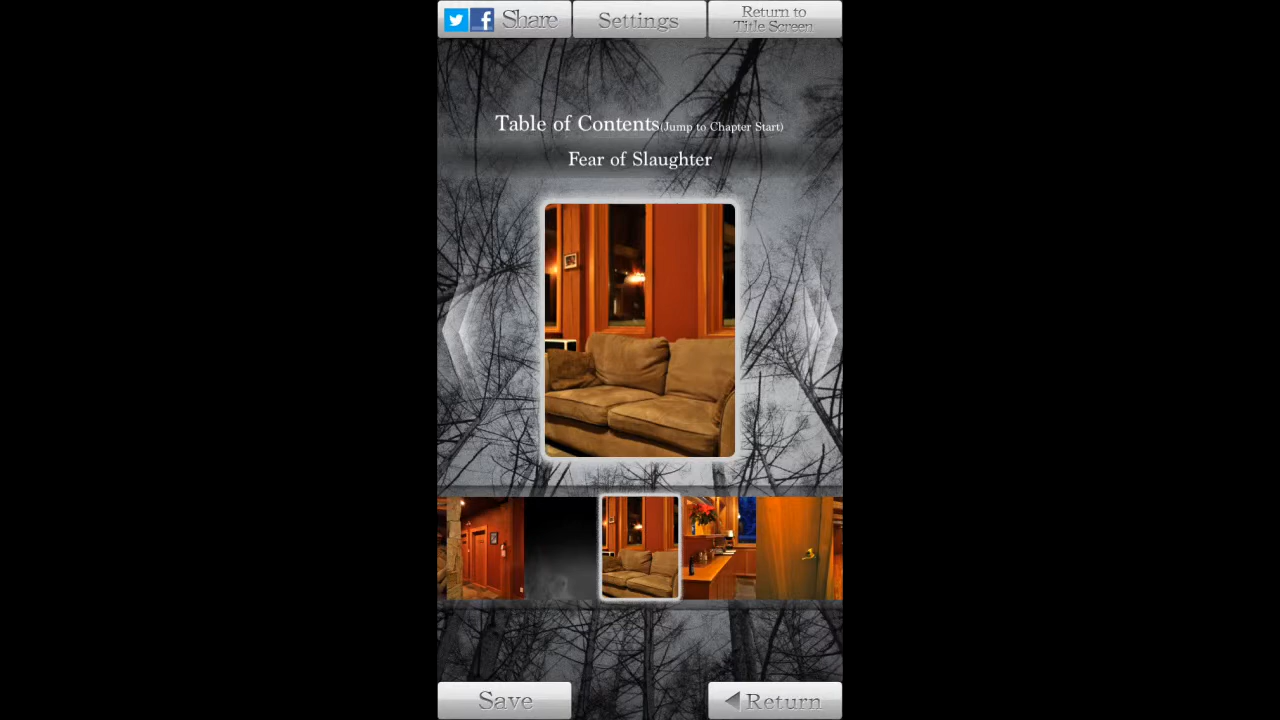 Share
Settings
Return to
Title Screen
Table of Contents(Jump to Chapter Start)
Fear of Slaughter
Save
Return